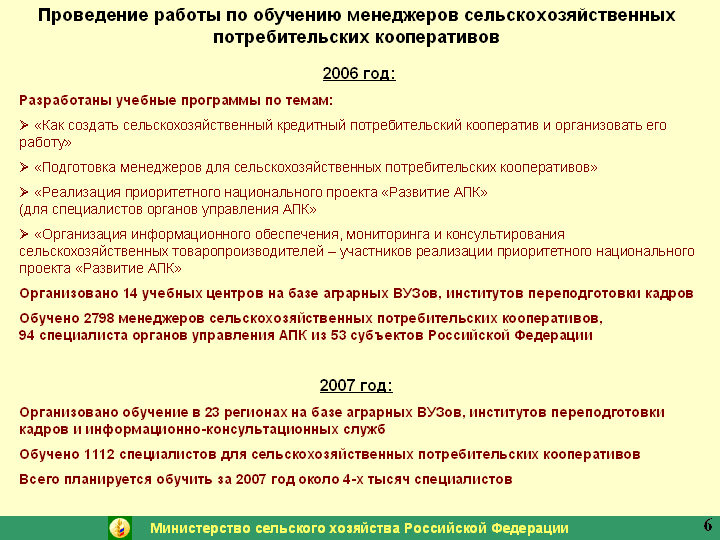 Проведение работы по обучению менеджеров сельскохозяйственных
потребительских кооперативов
2006 год:
Разработаны учебные программы по темам:
➢ «Как создать сельскохозяйственный кредитный потребительский кооператив и организовать его
работу»
➢ «Подготовка менеджеров для сельскохозяйственных потребительских кооперативов»
➢ «Реализация приоритетного национального проекта «Развитие АПК»
(для специалистов органов управления АПК»
➢ «Организация информационного обеспечения, мониторинга и консультирования
сельскохозяйственных товаропроизводителей – участников реализации приоритетного национального
проекта «Развитие АПК»
Организовано 14 учебных центров на базе аграрных ВУЗов, институтов переподготовки кадров
Обучено 2798 менеджеров сельскохозяйственных потребительских кооперативов,
94 специалиста органов управления АПК из 53 субъектов Российской Федерации
2007 год:
Организовано обучение в 23 регионах на базе аграрных ВУЗов, институтов переподготовки
кадров и информационно-консультационных служб
Обучено 1112 специалистов для сельскохозяйственных потребительских кооперативов
Всего планируется обучить за 2007 год около 4-х тысяч специалистов
Министерство сельского хозяйства Российской Федерации
6